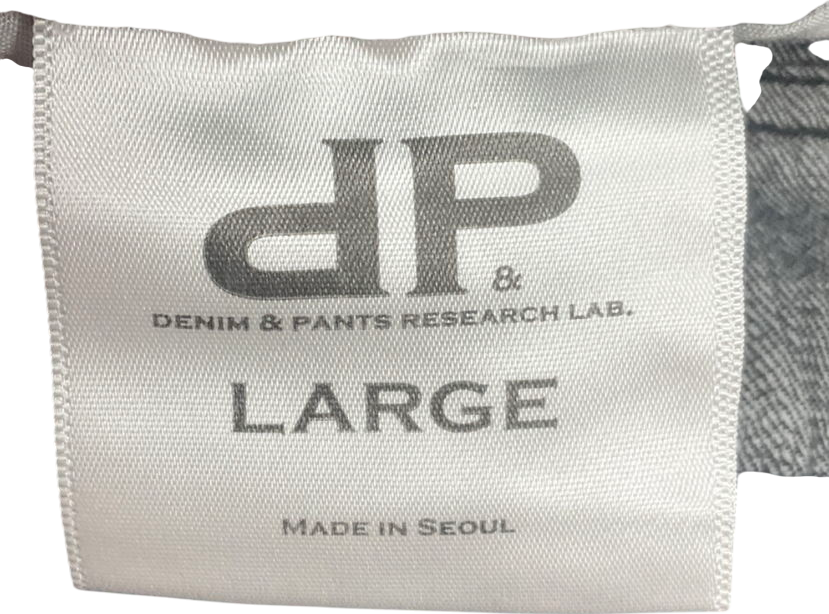 dP
&
DENIM & PANTS RESEARCH LAB.
LARGE
MADE IN SEOUL